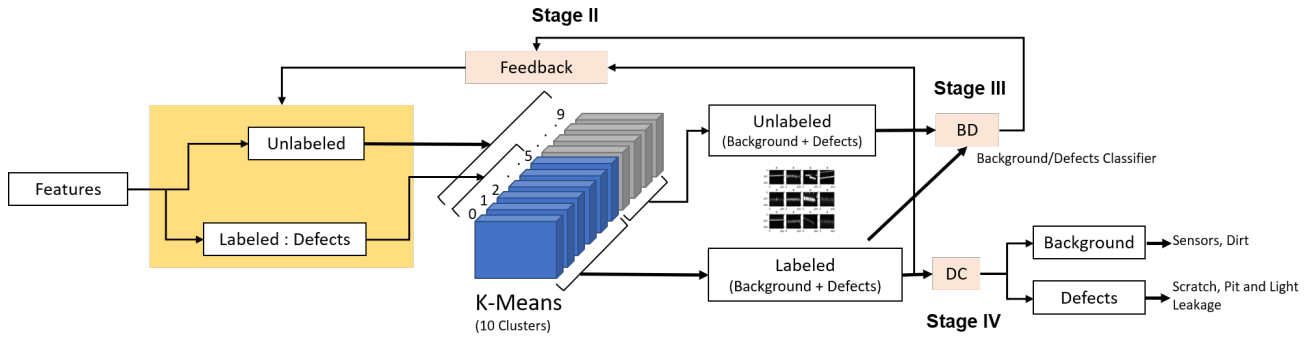 Stage II
Feedback
Stage III
Unlabeled
9
.
.
.
5
.
.
2
1
0
Unlabeled
(Background + Defects)
BD
Background/Defects Classifier
Features
Labeled : Defects
Labeled
(Background + Defects)
DC
Background
Sensors, Dirt
Defects
Scratch, Pit and Light
Leakage
K-Means
(10 Clusters)
Stage IV